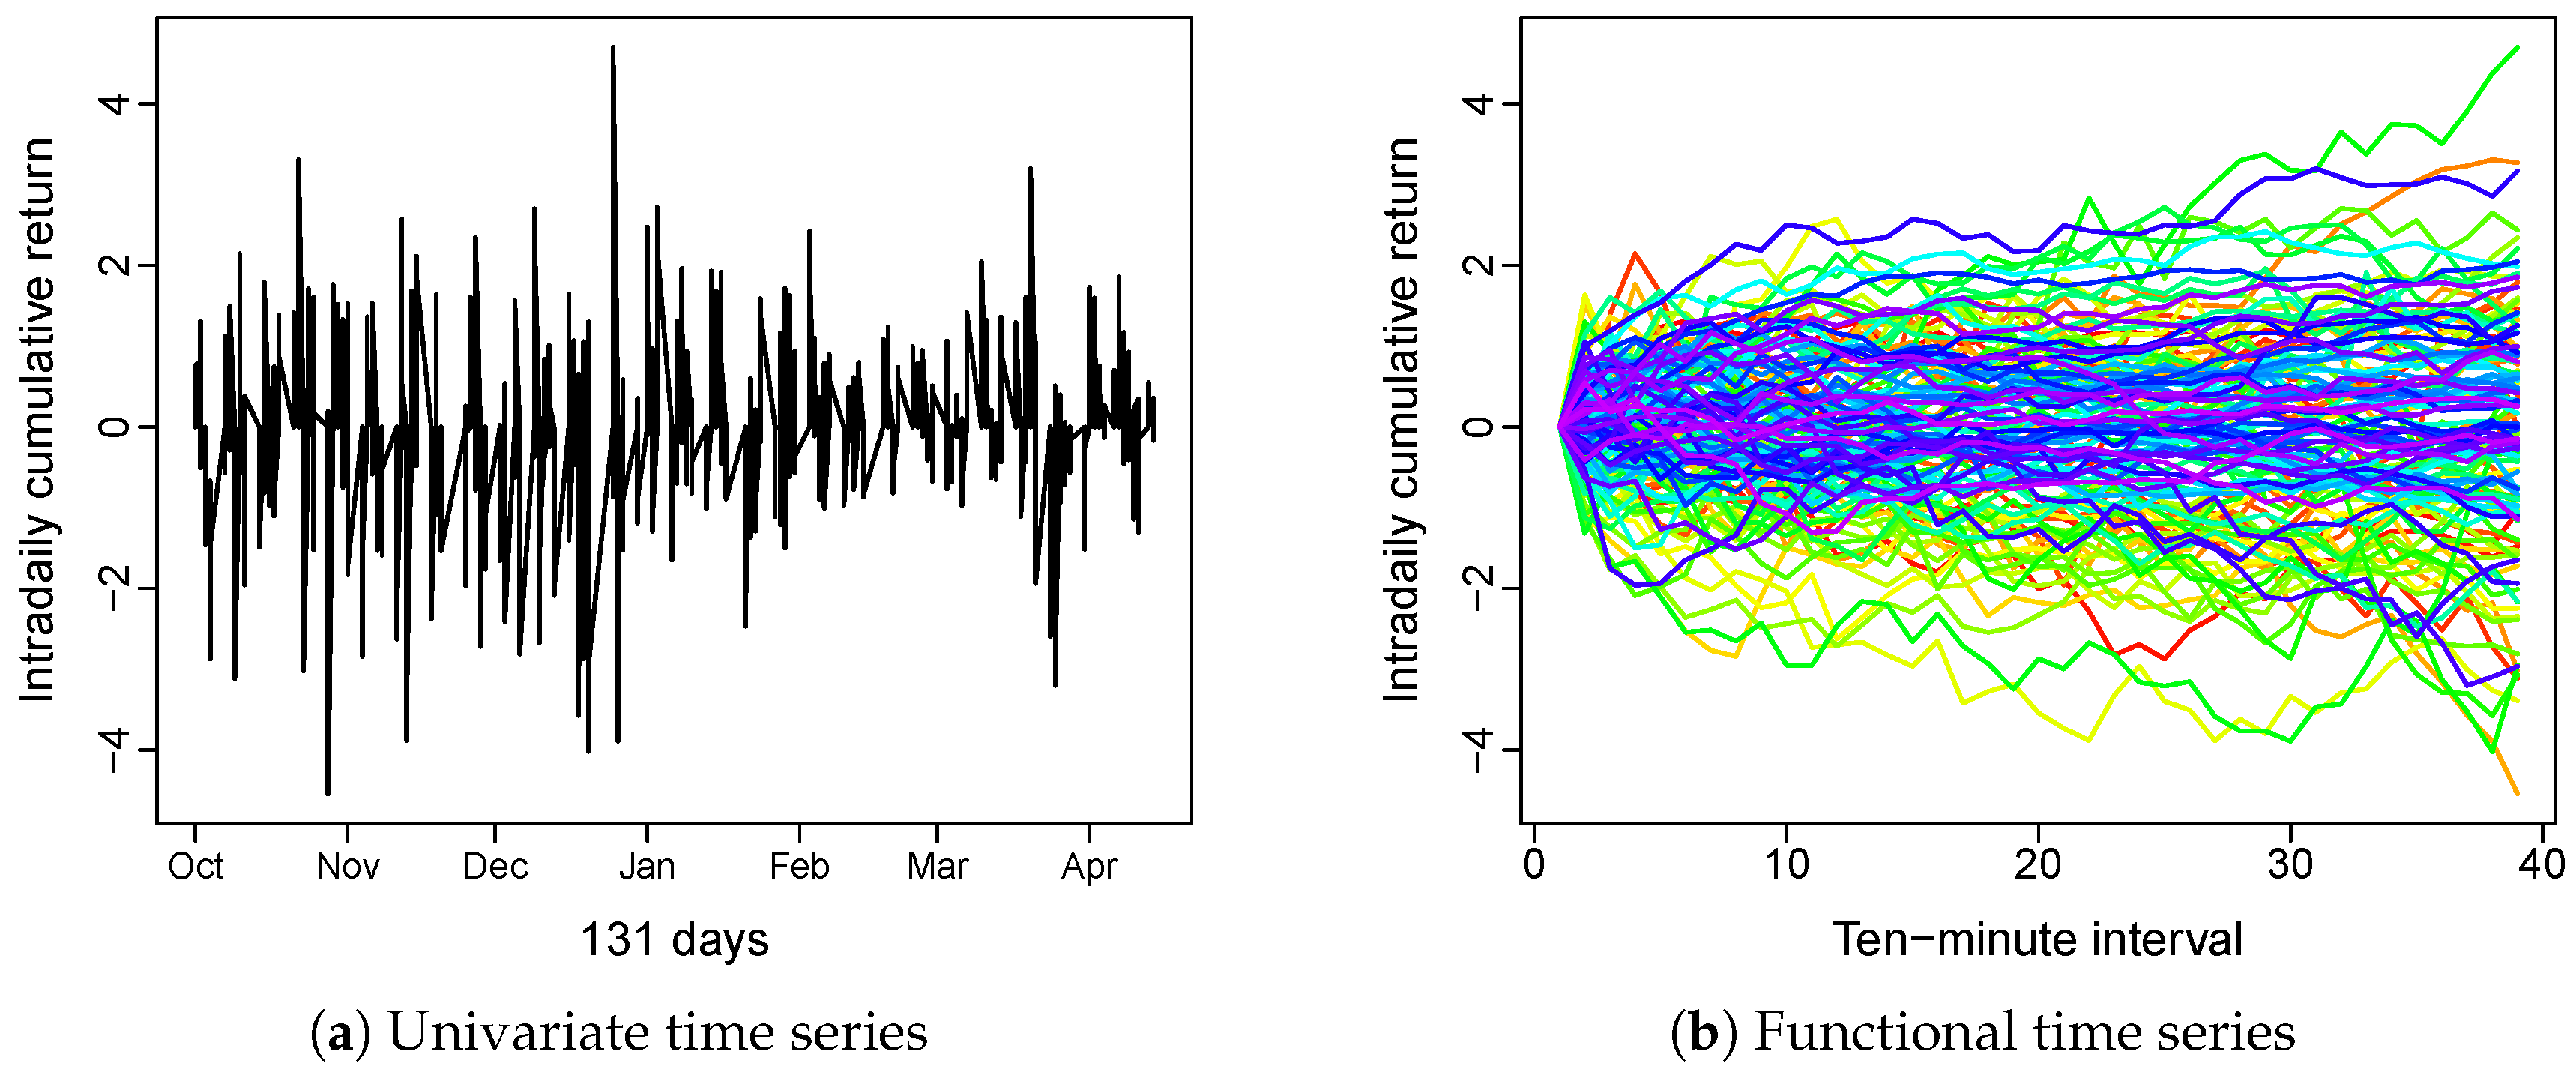 Intradaily cumulative return
4
2
0
−2
−4
Oct Nov Dec Jan Feb Mar Apr
131 days
(a) Univariate time series
Intradaily cumulative return
4
2
0
−2
−4
0 10 20 30 40
Ten−minute interval
(b) Functional time series